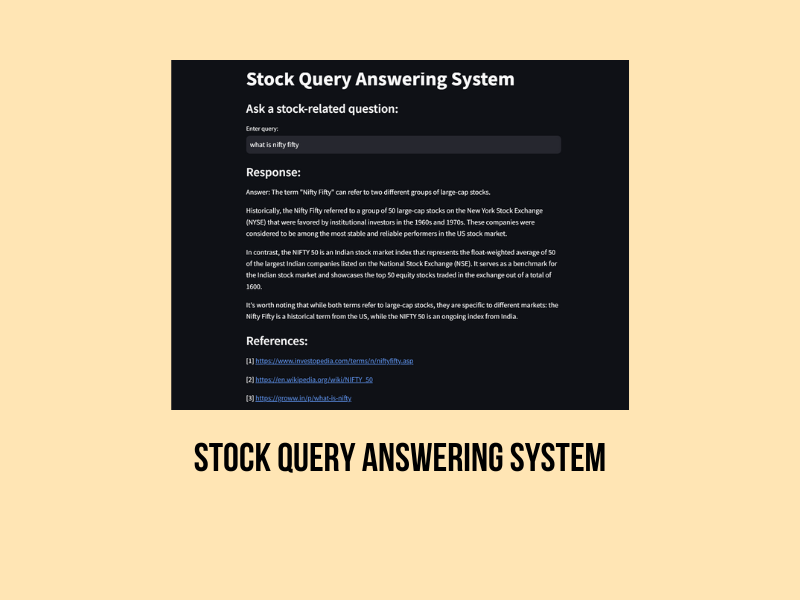 Stock Query Answering System
Ask a stock-related question:
Enter query:
what is nifty fifty
Response:
Answer: The term "Nifty Fifty" can refer to two different groups of large-cap stocks.
Historically, the Nifty Fifty referred to a group of 50 large-cap stocks on the New York Stock Exchange
(NYSE) that were favored by institutional investors in the 1960s and 1970s. These companies were
considered to be among the most stable and reliable performers in the US stock market.
In contrast, the NIFTY 50 is an Indian stock market index that represents the float-weighted average of 50
of the largest Indian companies listed on the National Stock Exchange (NSE). It serves as a benchmark for
the Indian stock market and showcases the top 50 equity stocks traded in the exchange out of a total of
1600.
It's worth noting that while both terms refer to large-cap stocks, they are specific to different markets: the
Nifty Fifty is a historical term from the US, while the NIFTY 50 is an ongoing index from India.
References:
[1] https://www.investopedia.com/terms/n/niftyfifty.asp
[2] https://en.wikipedia.org/wiki/NIFTY_50
[3] https://groww.in/p/what-is-nifty
STOCK QUERY ANSWERING SYSTEM